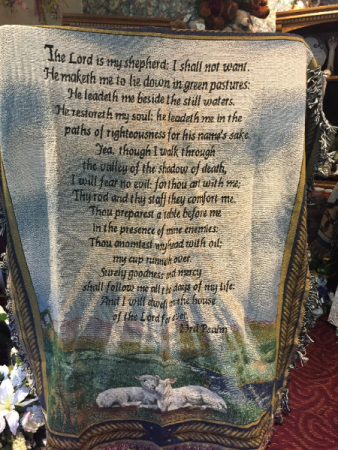 The Lord is my shepherd; I shall not want.
He maketh me to lie down in green pastures:
He leadeth me beside the still waters.
He restoreth my soul: he leadeth me in the
paths of righteousness for his name's sake.
Yea, though I walk through
the valley of the shadow of death,
I will fear no evil: for thou art with me;
Thy rod and thy staff they comfort me.
Thou preparest a table before me
in the presence of mine enemies:
Thou anointest my head with oil;
my cup runneth over.
Surely goodness and mercy
shall follow me all the days of my life:
And I will dwell in the house
of the Lord for ever.
23rd Psalm